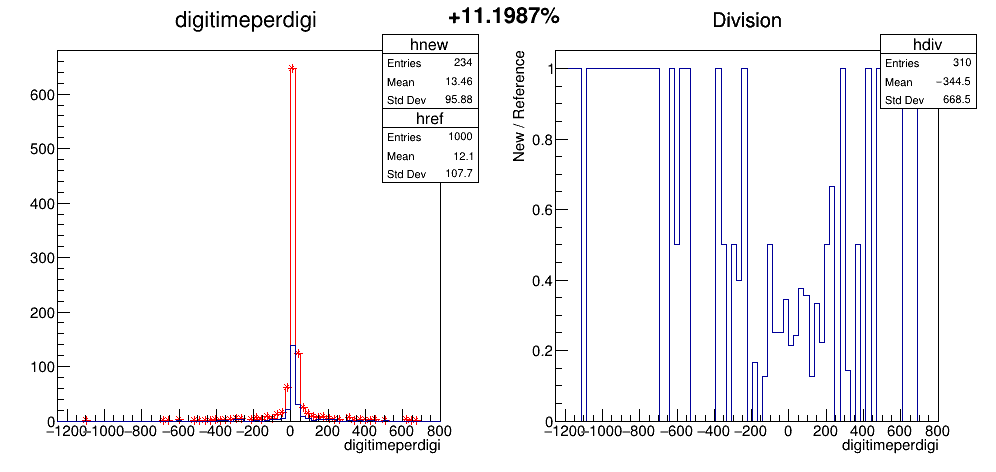 +11.1987%
digitimeperdigi
hnew
Entries 234
Mean 13.46
Std Dev 95.88
href
Entries 1000
Mean 12.1
Std Dev 107.7
600
500
400
300
200
100
0
−1200 −1000 −800 −600 −400 −200 0 200 400 600 800
digitimeperdigi
Division
hdiv
Entries 310
Mean −344.5
Std Dev 668.5
New / Reference
1
0.8
0.6
0.4
0.2
0
−1200 −1000 −800 −600 −400 −200 0 200 400 600 800
digitimeperdigi